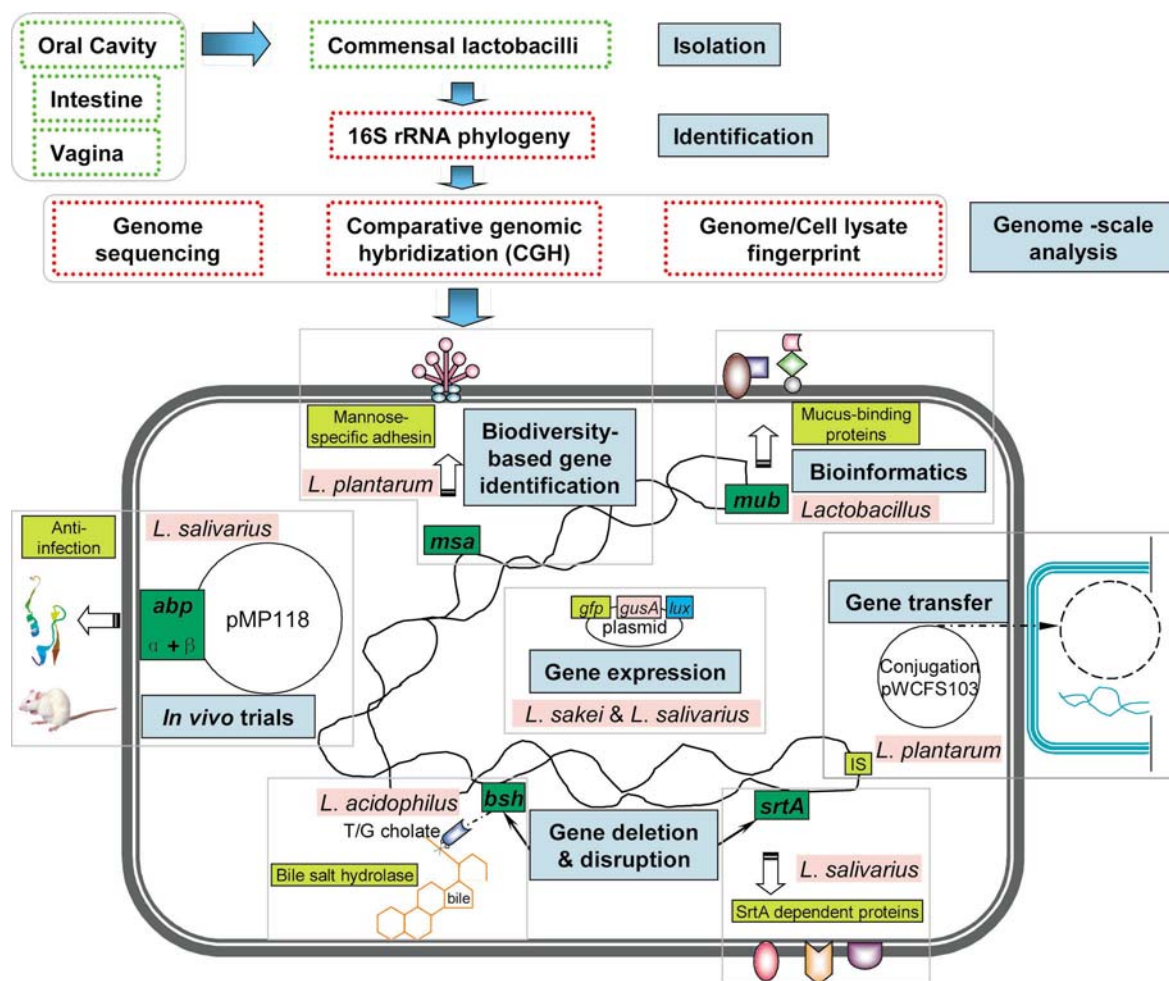 Oral Cavity
Intestine
Vagina
Commensal lactobacilli
Isolation
16S rRNA phylogeny
Identification
Genome
sequencing
Comparative genomic
hybridization (CGH)
Genome/Cell lysate
fingerprint
Genome -scale
analysis
Mannose-
specific adhesin
L. plantarum
Biodiversity-
based gene
identification
msa
Mucus-binding
proteins
Bioinformatics
mub
Lactobacillus
Anti-
infection
L. salivarius
abp
α + β
pMP118
In vivo trials
gfp gusA lux
plasmid
Gene expression
L. sakei & L. salivarius
Gene transfer
Conjugation
pWCFS103
L. plantarum
IS
L. acidophilus
bsh
T/G cholate
Bile salt hydrolase
bile
Gene deletion
& disruption
srtA
L. salivarius
SrtA dependent proteins